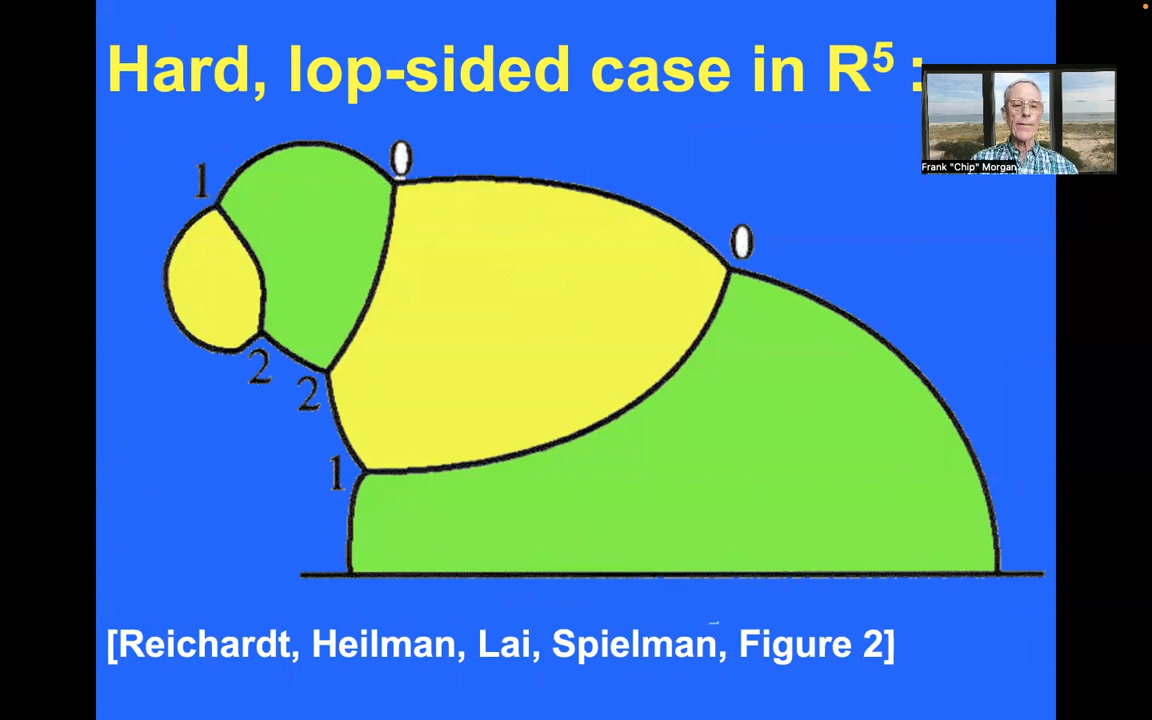 Hard, lop-sided case in R⁵ :
Frank "Chip" Morgan
0
1
0
2
2
1
[Reichardt, Heilman, Lai, Spielman, Figure 2]